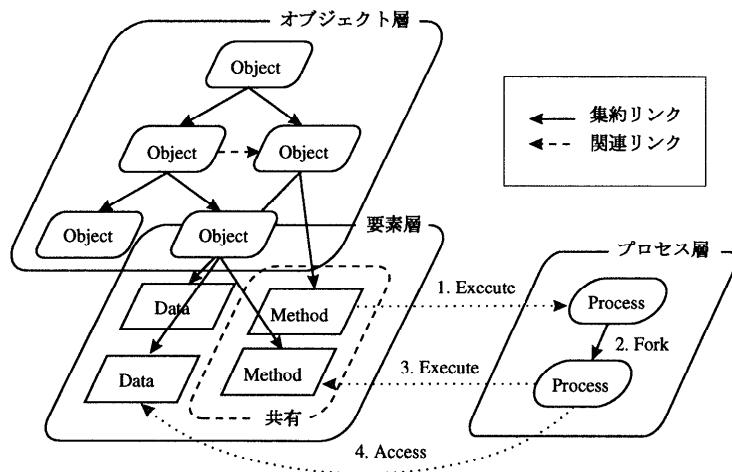 オブジェクト層
Object
集約リンク
関連リンク
Object
Object
Object
Object
要素層
プロセス層
Data
Method
1. Execute
Process
2. Fork
Data
Method
3. Execute
Process
共有
4. Access